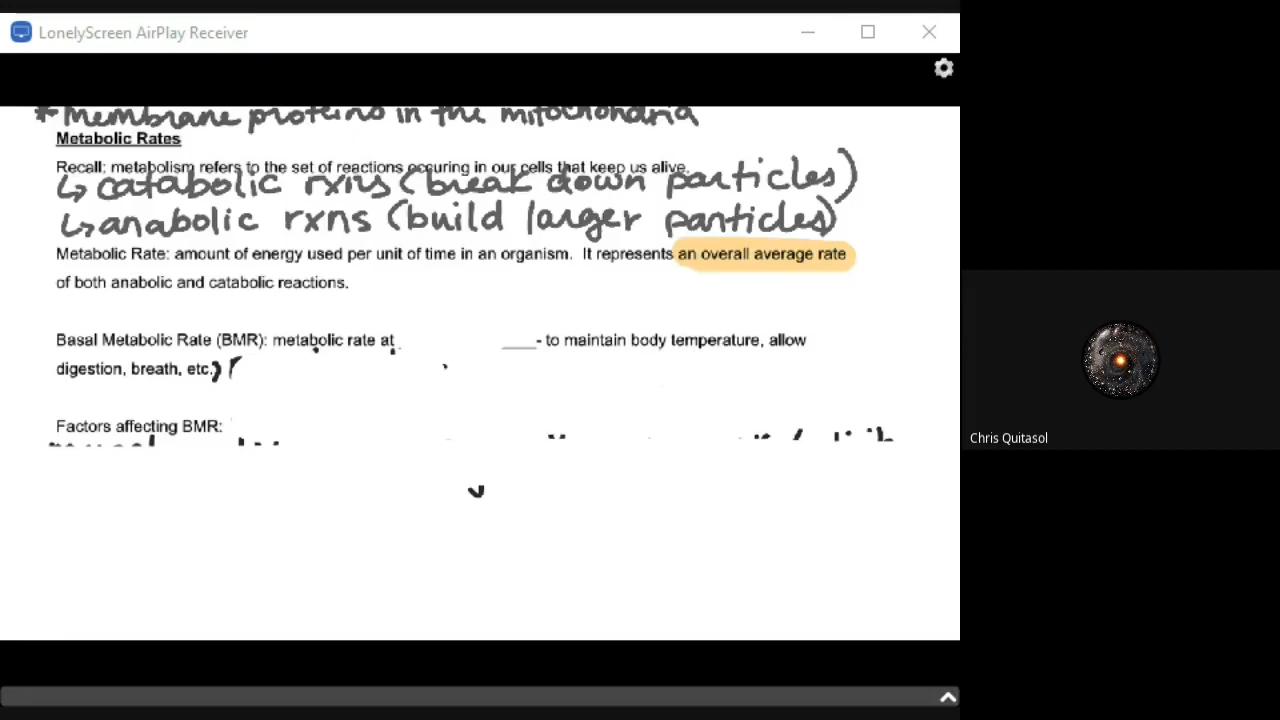 LonelyScreen AirPlay Receiver
* Membrane proteins in the mitochondria
Metabolic Rates
Recall: metabolism refers to the set of reactions occuring in our cells that keep us alive.
↳ catabolic rxns (break down particles)
↳ anabolic rxns (build larger particles)
Metabolic Rate: amount of energy used per unit of time in an organism. It represents an overall average rate
of both anabolic and catabolic reactions.
Basal Metabolic Rate (BMR): metabolic rate at ____- to maintain body temperature, allow
digestion, breath, etc.)
Factors affecting BMR:
Chris Quitasol